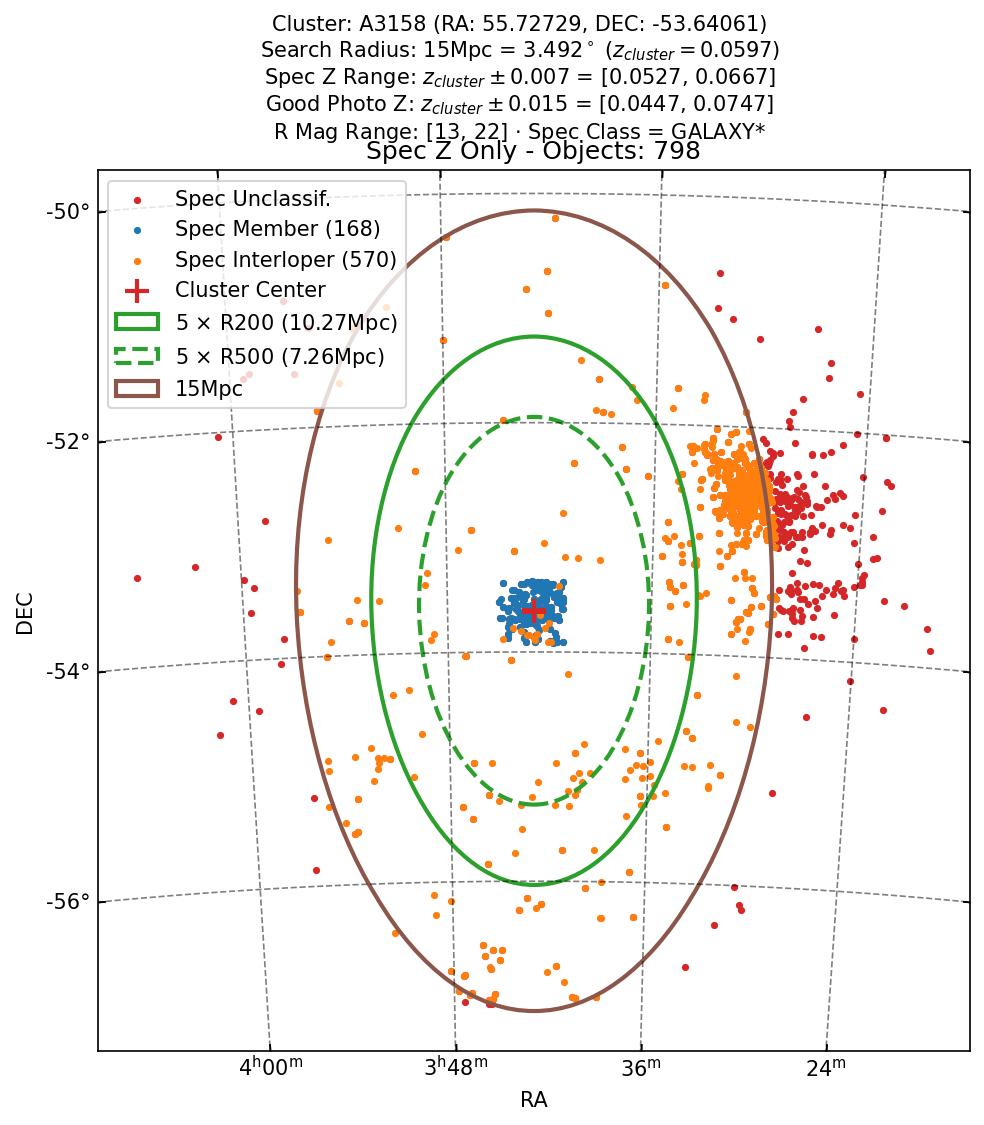 Cluster: A3158 (RA: 55.72729, DEC: -53.64061)
Search Radius: 15Mpc = 3.492° (z_cluster = 0.0597)
Spec Z Range: z_cluster ± 0.007 = [0.0527, 0.0667]
Good Photo Z: z_cluster ± 0.015 = [0.0447, 0.0747]
R Mag Range: [13, 22] · Spec Class = GALAXY*
Spec Z Only - Objects: 798
Spec Unclassif.
Spec Member (168)
Spec Interloper (570)
Cluster Center
5 × R200 (10.27Mpc)
5 × R500 (7.26Mpc)
15Mpc
-50°
-52°
-54°
-56°
DEC
4h00m 3h48m 36m 24m
RA